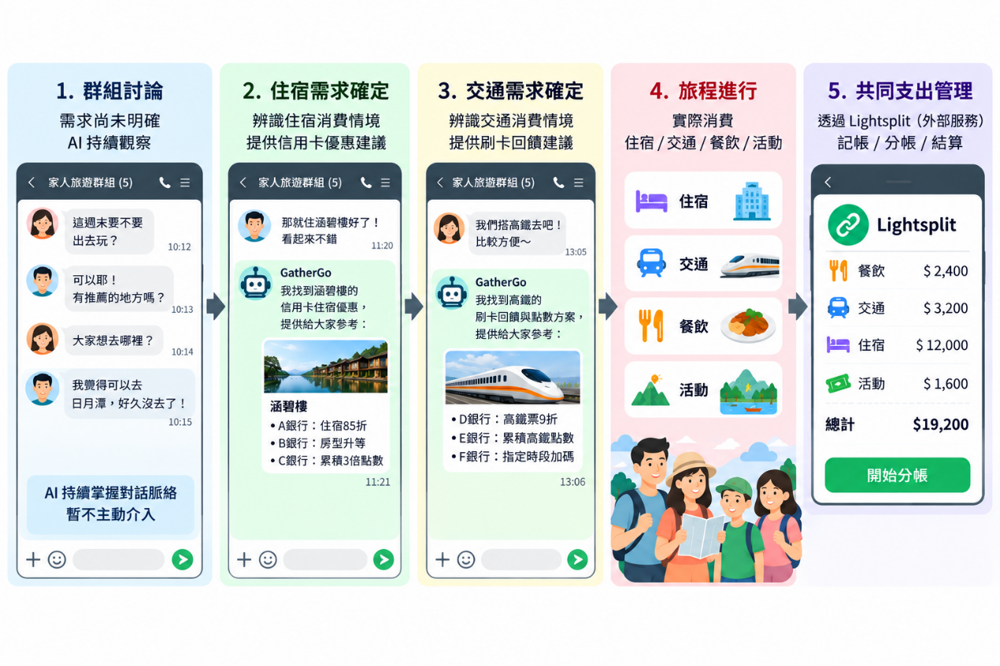 1. 群組討論
需求尚未明確
AI 持續觀察
家人旅遊群組 (5)
這週末要不要
出去玩？
10:12
可以耶！
有推薦的地方嗎？
10:13
大家想去哪裡？
10:14
我覺得可以去
日月潭，好久沒去了！
10:15
AI 持續掌握對話脈絡
暫不主動介入
2. 住宿需求確定
辨識住宿消費情境
提供信用卡優惠建議
家人旅遊群組 (5)
那就住涵碧樓好了！
看起來不錯
11:20
GatherGo
我找到涵碧樓的
信用卡住宿優惠，
提供給大家參考：
涵碧樓
• A銀行：住宿85折
• B銀行：房型升等
• C銀行：累積3倍點數
11:21
3. 交通需求確定
辨識交通消費情境
提供刷卡回饋建議
家人旅遊群組 (5)
我們搭高鐵去吧！
比較方便～
13:05
GatherGo
我找到高鐵的
刷卡回饋與點數方案，
提供給大家參考：
• D銀行：高鐵票9折
• E銀行：累積高鐵點數
• F銀行：指定時段加碼
13:06
4. 旅程進行
實際消費
住宿 / 交通 / 餐飲 / 活動
住宿
交通
餐飲
活動
5. 共同支出管理
透過 Lightsplit（外部服務）
記帳 / 分帳 / 結算
Lightsplit
餐飲 $ 2,400
交通 $ 3,200
住宿 $ 12,000
活動 $ 1,600
總計 $19,200
開始分帳